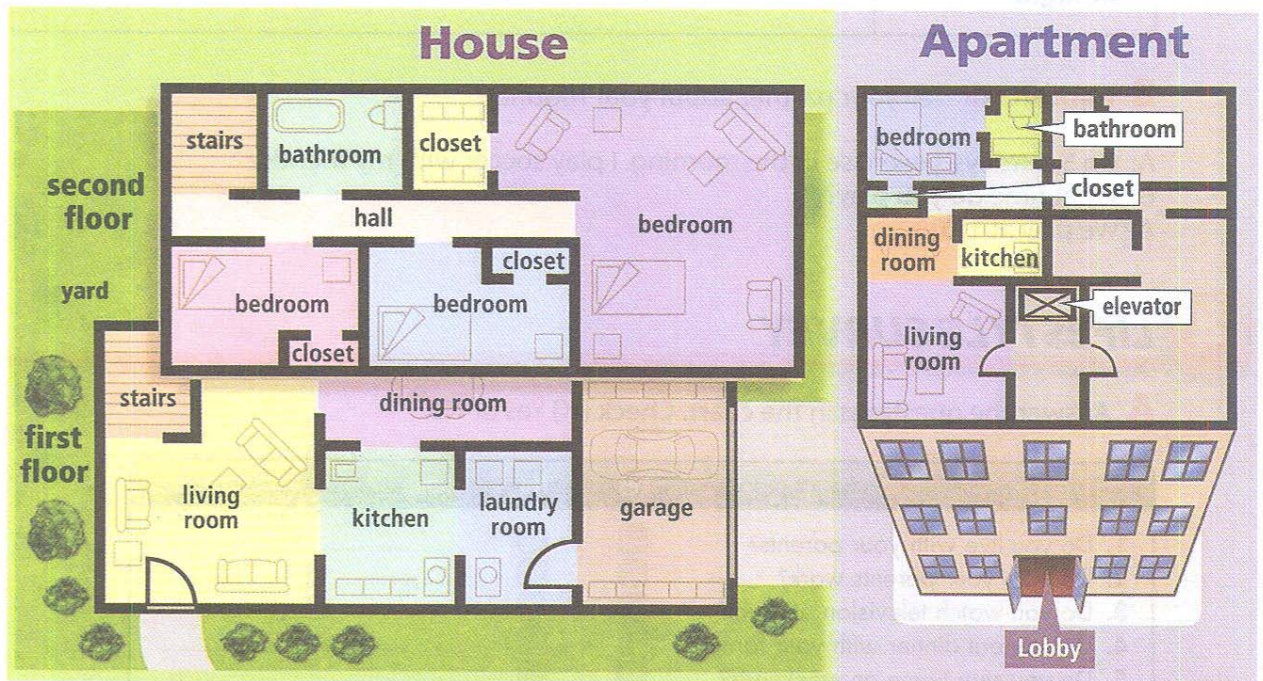 House
Apartment
second
floor
yard
first
floor
stairs
bathroom
closet
hall
bedroom
bedroom
closet
bedroom
closet
stairs
dining room
living
room
kitchen
laundry
room
garage
bedroom
bathroom
closet
dining
room
kitchen
elevator
living
room
Lobby